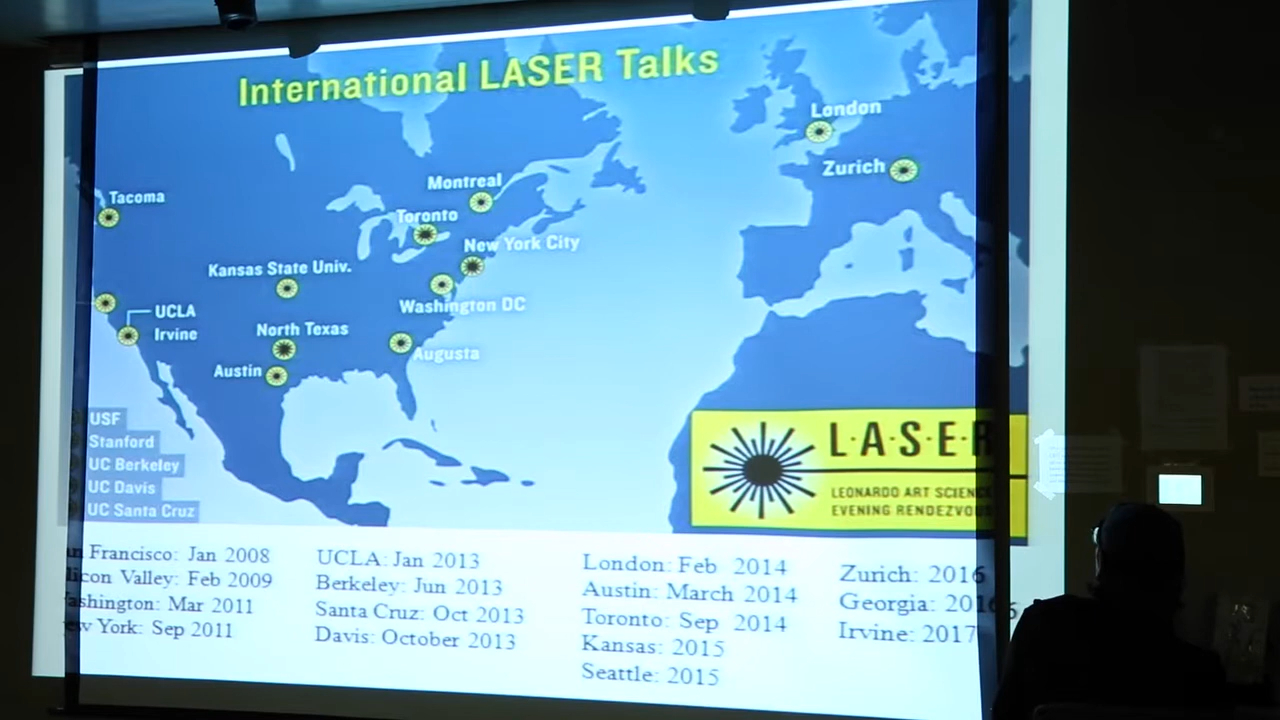 International LASER Talks
London
Zurich
Montreal
Tacoma
Toronto
New York City
Kansas State Univ.
Washington DC
UCLA
Irvine
North Texas
Augusta
Austin
USF
Stanford
UC Berkeley
UC Davis
UC Santa Cruz
L·A·S·E·R
LEONARDO ART SCIENC
EVENING RENDEZVOU
an Francisco: Jan 2008
licon Valley: Feb 2009
ashington: Mar 2011
ew York: Sep 2011
UCLA: Jan 2013
Berkeley: Jun 2013
Santa Cruz: Oct 2013
Davis: October 2013
London: Feb 2014
Austin: March 2014
Toronto: Sep 2014
Kansas: 2015
Seattle: 2015
Zurich: 2016
Georgia: 2016
Irvine: 2017